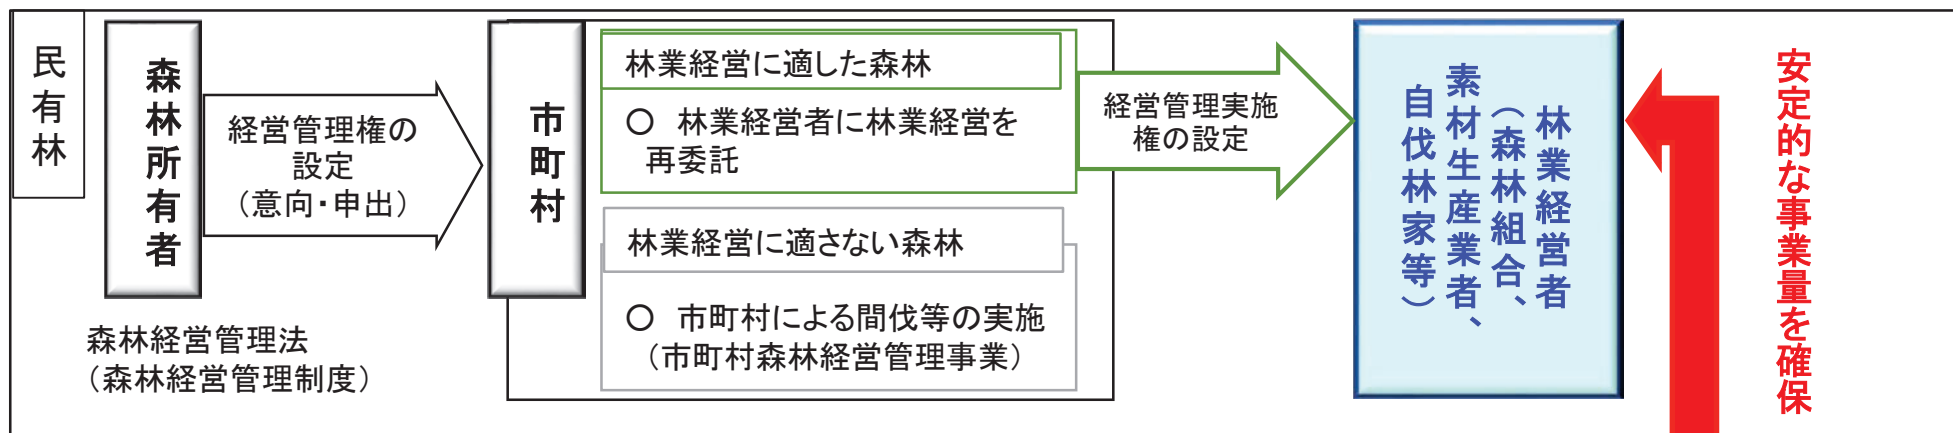 民有林
森林所有者
経営管理権の
設定
（意向・申出）
森林経営管理法
（森林経営管理制度）
市町村
林業経営に適した森林
○　林業経営者に林業経営を
再委託
林業経営に適さない森林
○　市町村による間伐等の実施
（市町村森林経営管理事業）
経営管理実施
権の設定
林業経営者
（森林組合、
素材生産業者、
自伐林家等）
安定的な事業量を確保